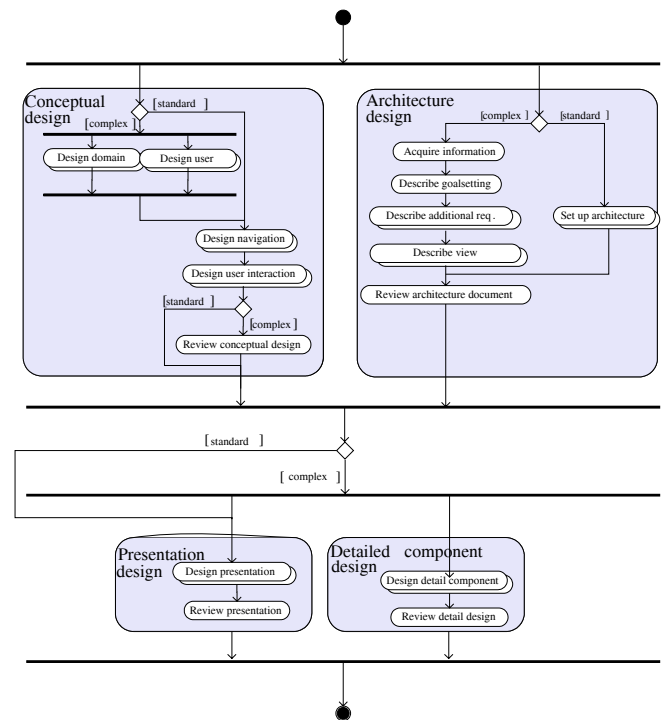 Conceptual
design
[standard]
[complex]
Design domain
Design user
Design navigation
Design user interaction
[standard]
[complex]
Review conceptual design
Architecture
design
[complex]
[standard]
Acquire information
Describe goalsetting
Describe additional req .
Set up architecture
Describe view
Review architecture document
[standard ]
[ complex ]
Presentation
design
Design presentation
Review presentation
Detailed component
design
Design detail component
Review detail design